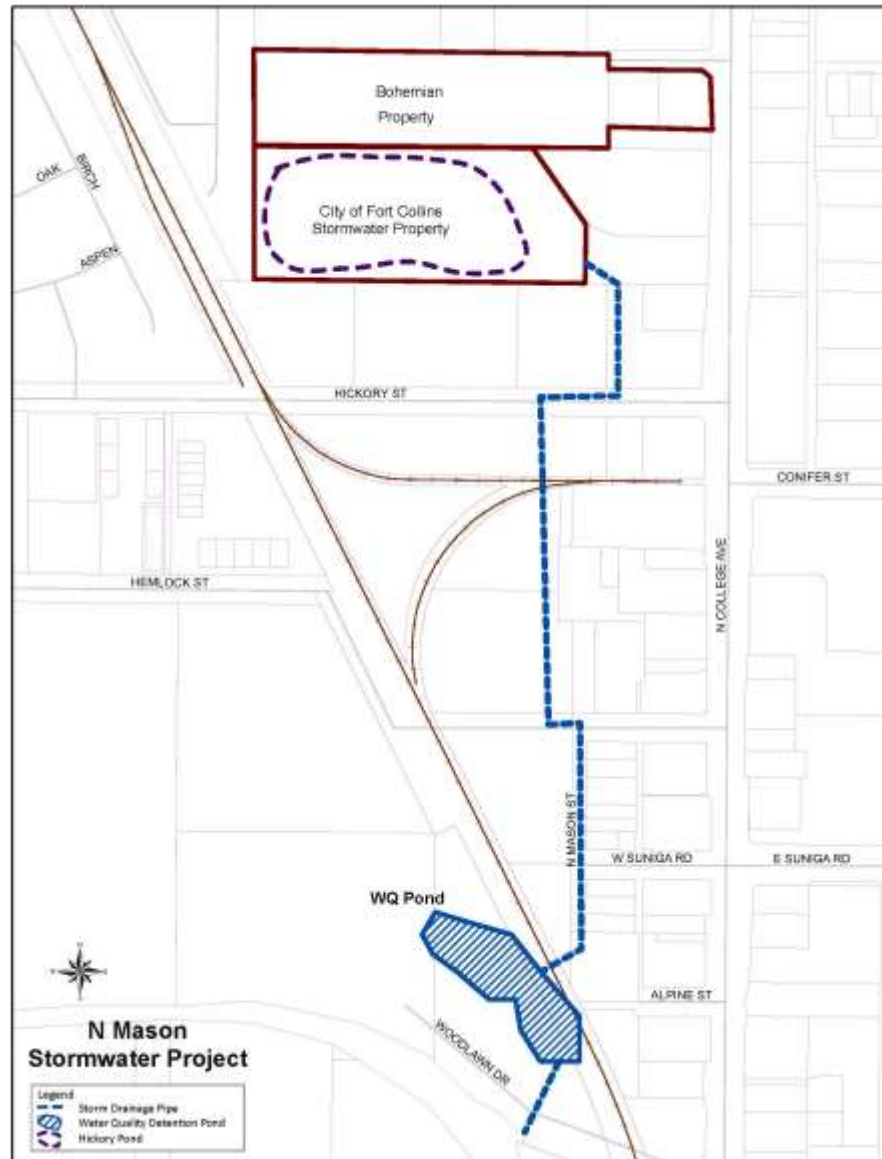 Bohemian
Property
OAK
BIRCH
ASPEN
City of Fort Colline
Stormwater Property
HICKORY ST
CONIFER ST
N COLLEGE AVE
HEMLOCK ST
N MASON ST
W SUNIGA RD
E SUNIGA RD
WQ Pond
ALPINE ST
WOODLAWN DR
N Mason
Stormwater Project
Legend
Storm Drainage Pipe
Water Quality Detention Pond
Hickory Pond